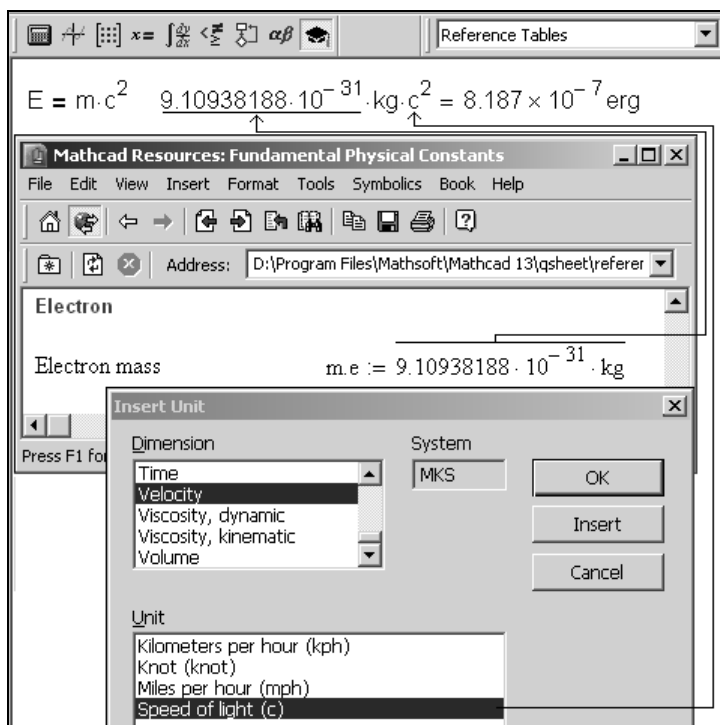 x= ∫ dy/dx <≠≥ αβ Reference Tables
E = m·c² 9.10938188·10⁻³¹·kg·c² = 8.187 × 10⁻⁷ erg
Mathcad Resources: Fundamental Physical Constants
File Edit View Insert Format Tools Symbolics Book Help
Address: D:\Program Files\Mathsoft\Mathcad 13\qsheet\referer
Electron
Electron mass m.e := 9.10938188·10⁻³¹·kg
Press F1 fo
Insert Unit
Dimension System
Time
Velocity
Viscosity, dynamic
Viscosity, kinematic
Volume
MKS
OK
Insert
Cancel
Unit
Kilometers per hour (kph)
Knot (knot)
Miles per hour (mph)
Speed of light (c)